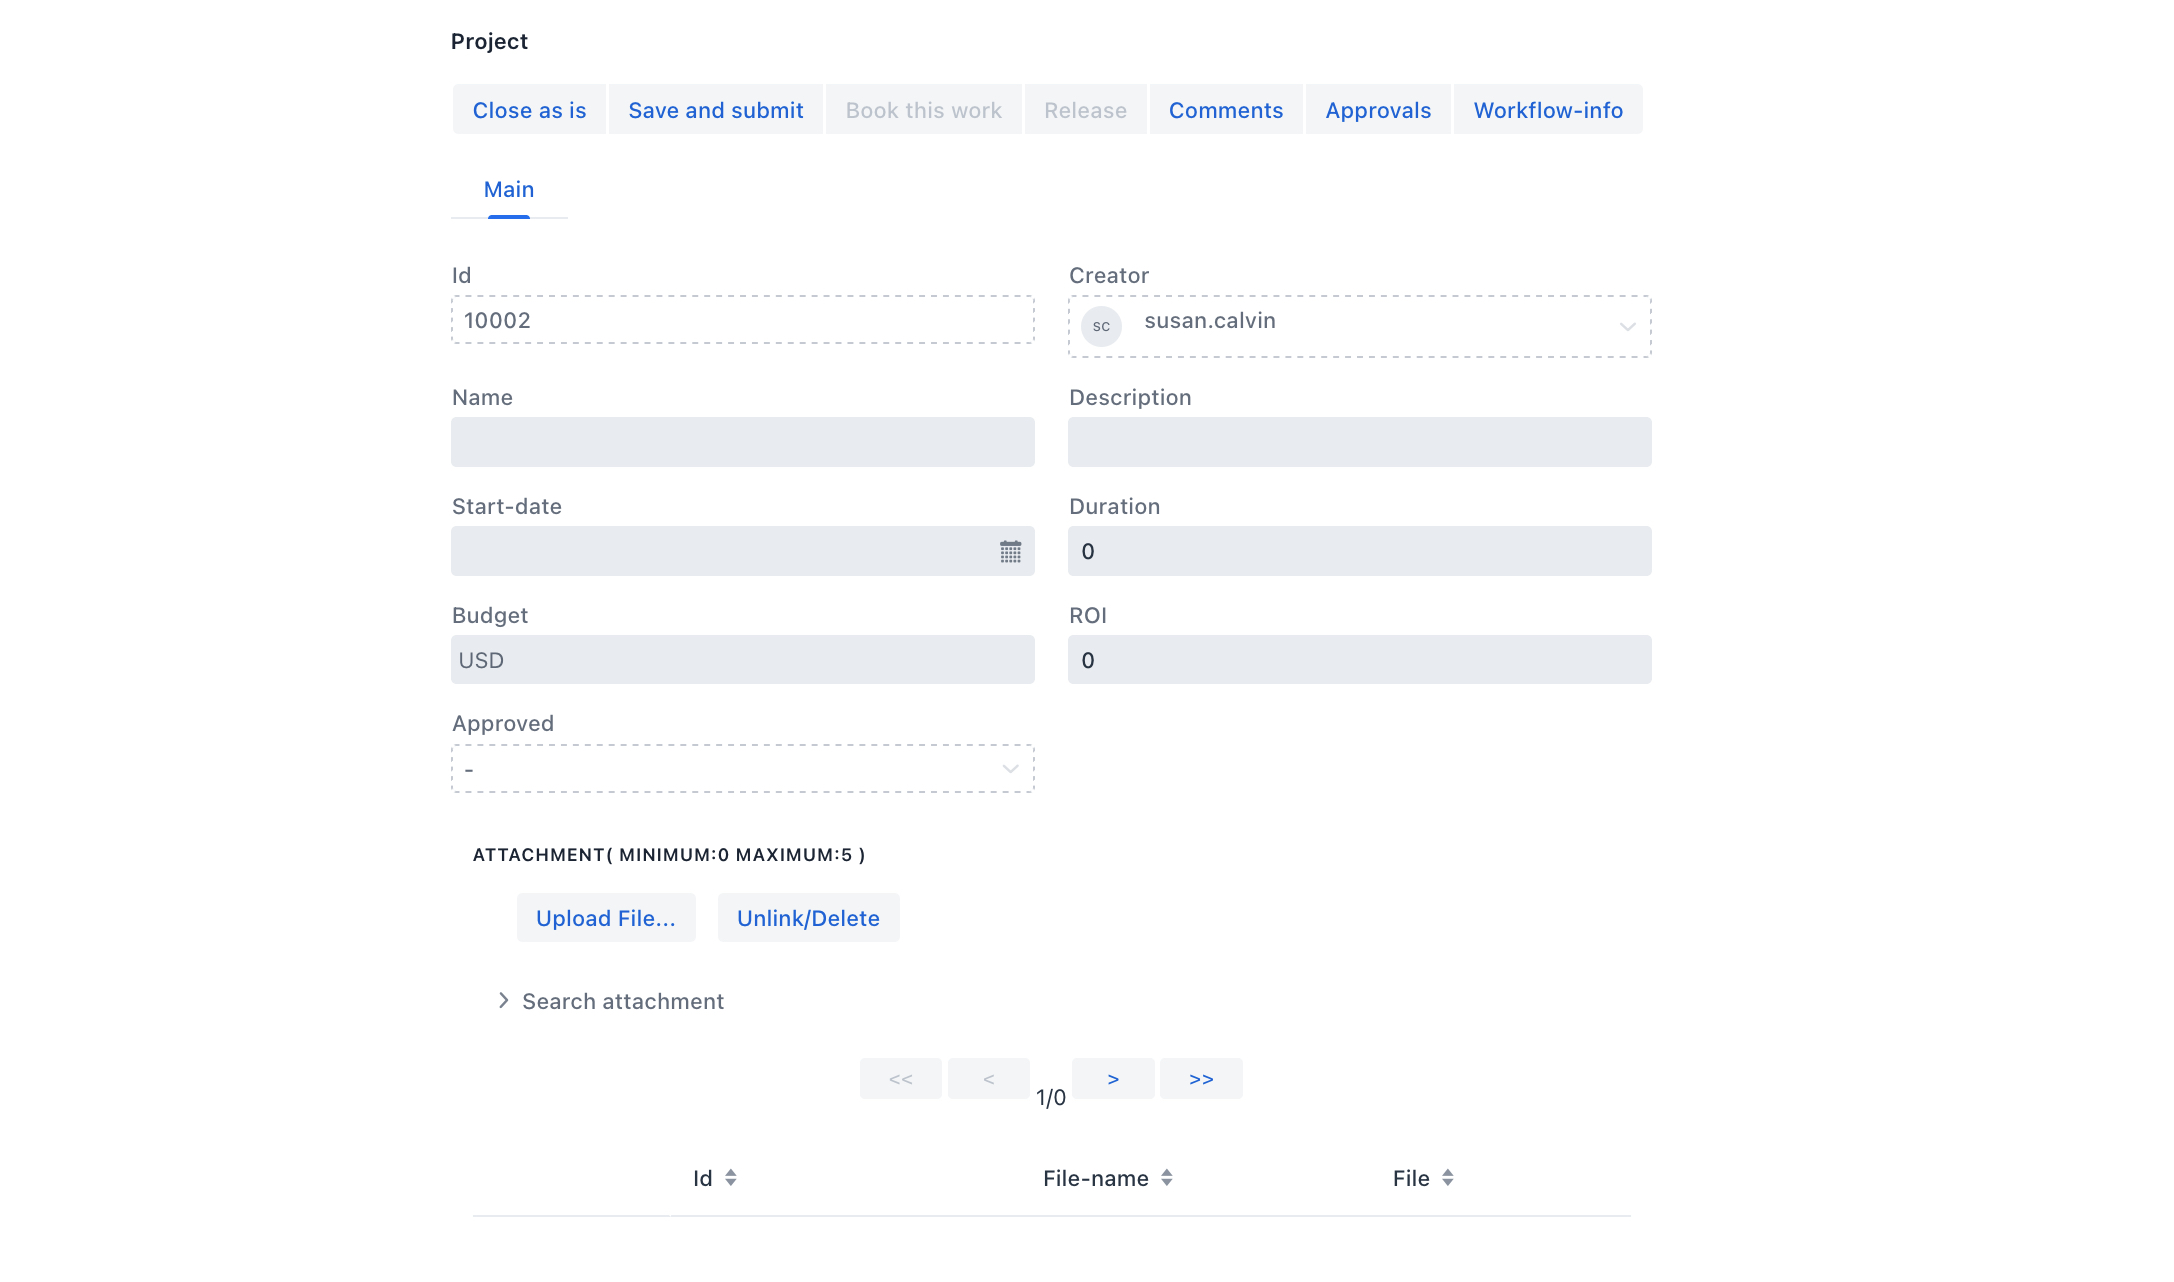 Project
Close as is Save and submit Book this work Release Comments Approvals Workflow-info
Main
Id Creator
10002 SC susan.calvin
Name Description
Start-date Duration
0
Budget ROI
USD 0
Approved
-
ATTACHMENT( MINIMUM:0 MAXIMUM:5 )
Upload File... Unlink/Delete
Search attachment
<< < 1/0 > >>
Id File-name File